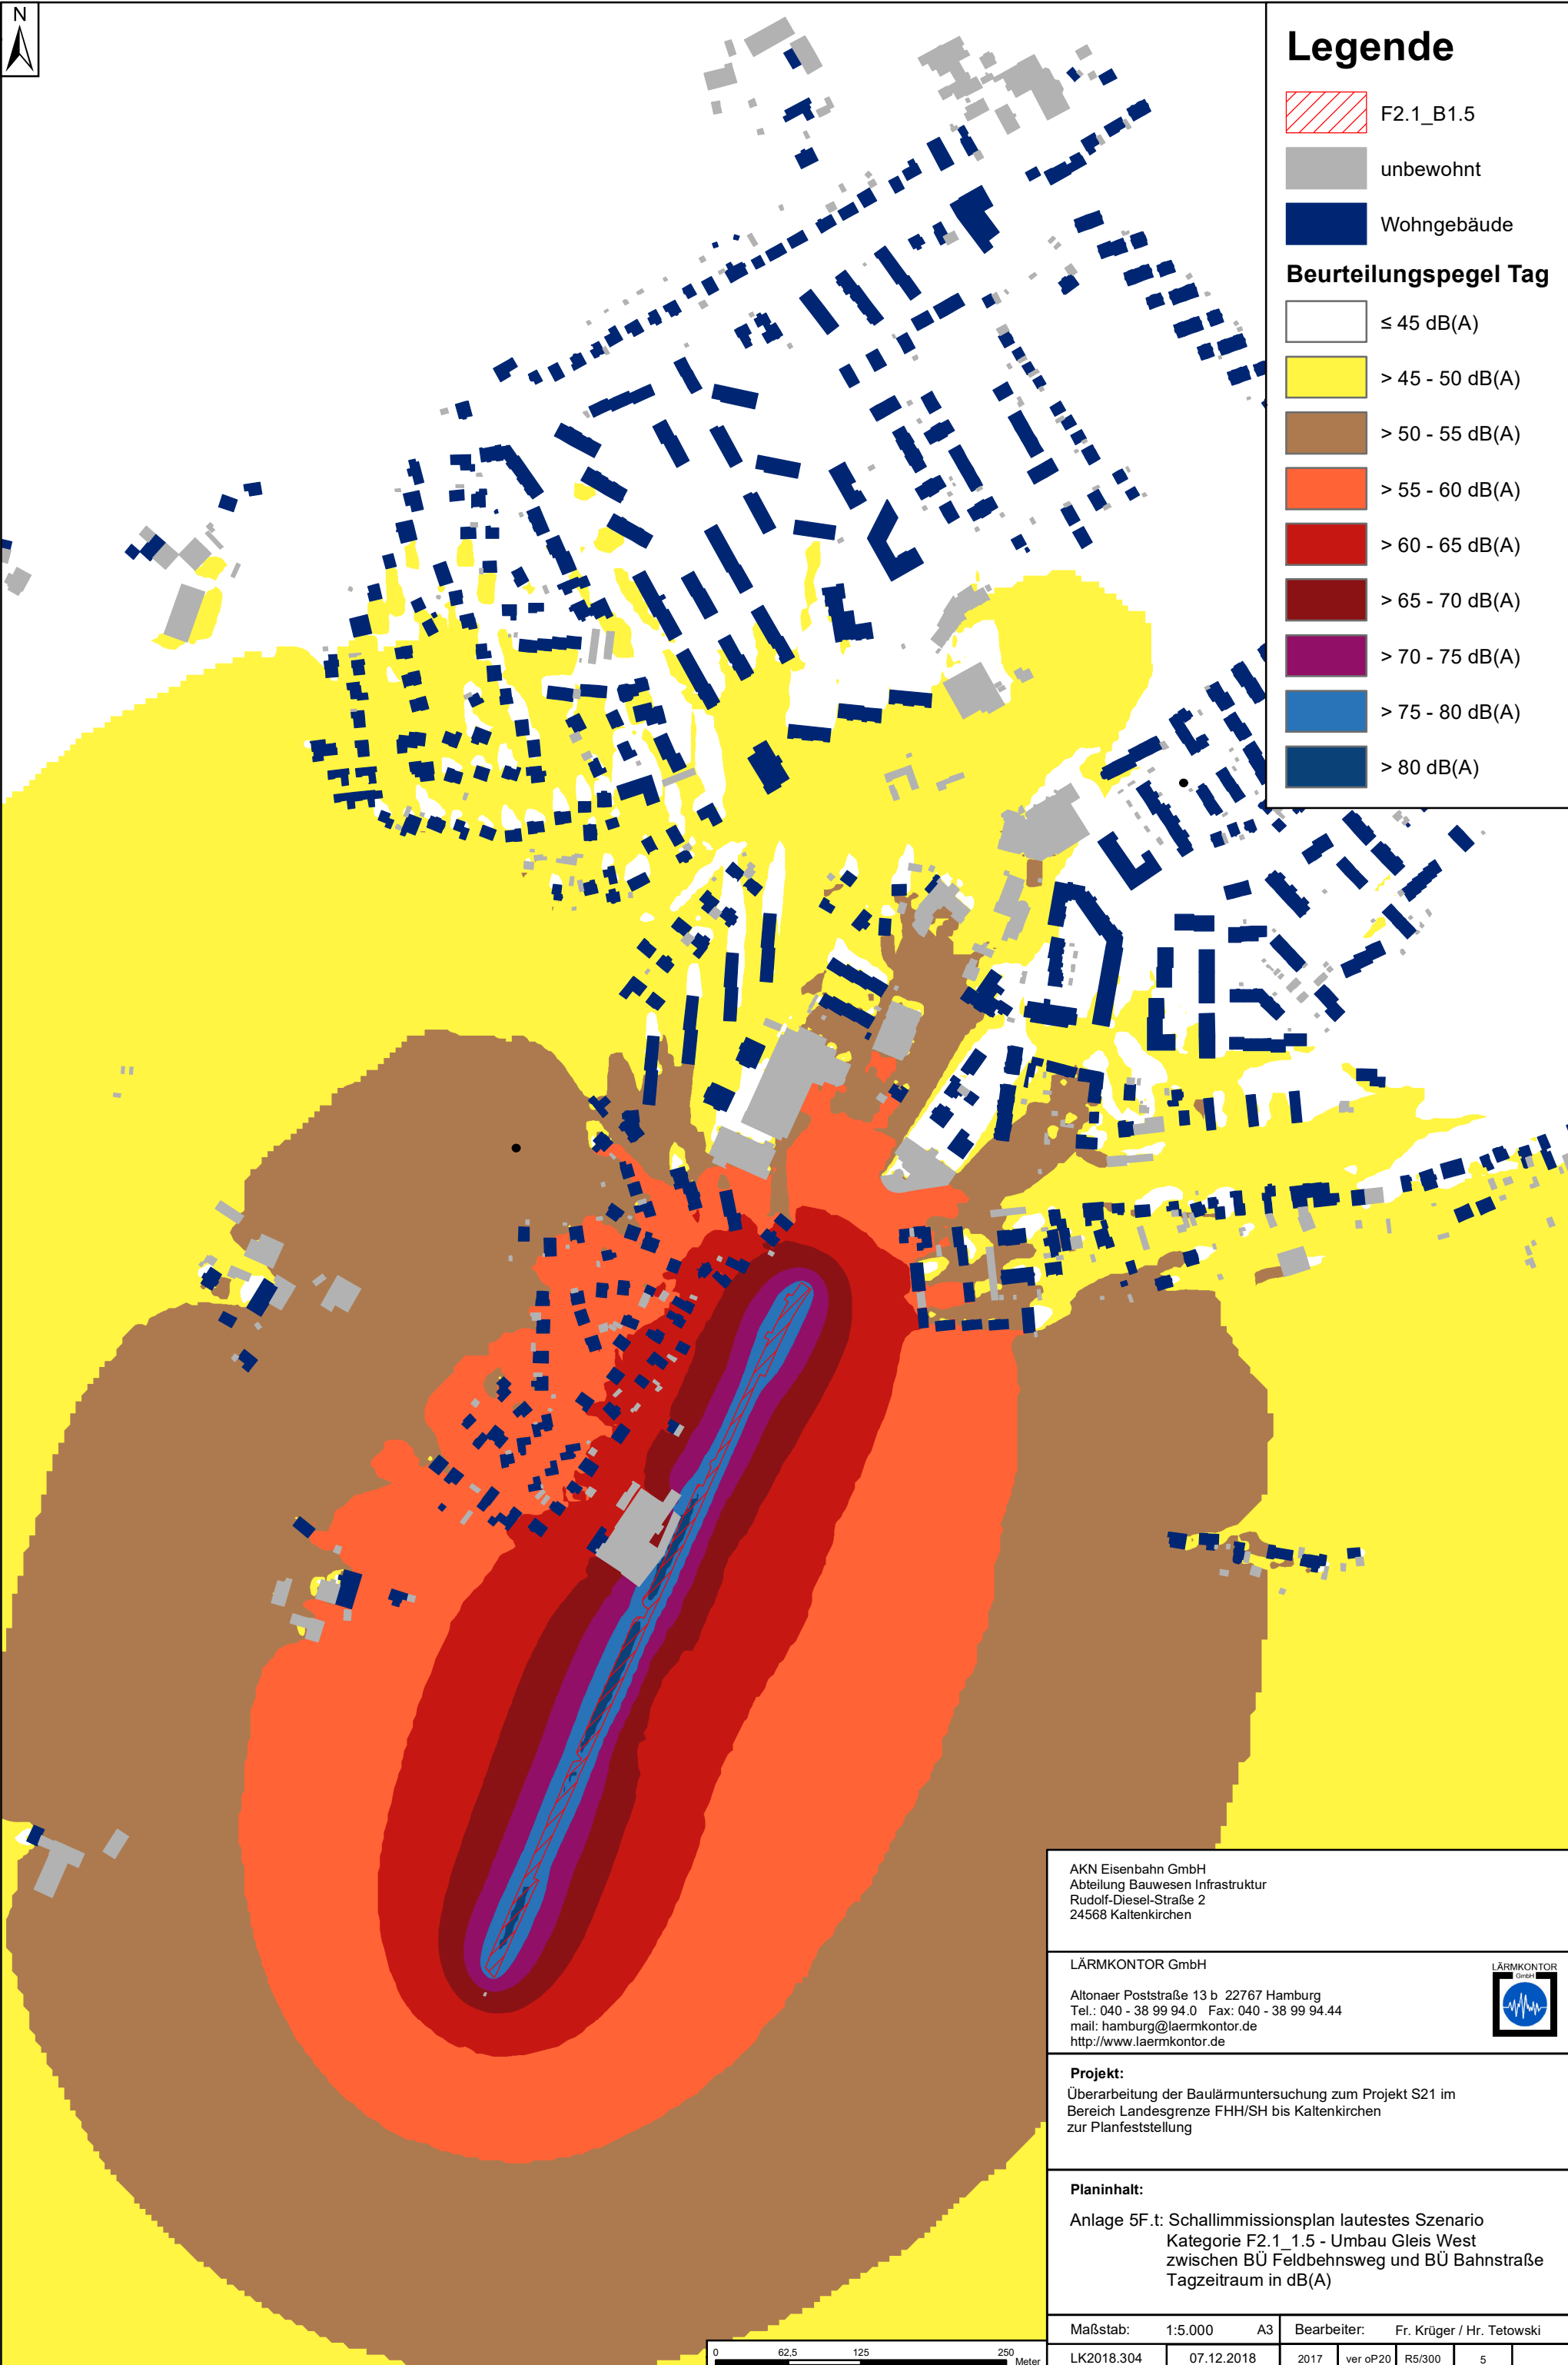 N
Legende
F2.1_B1.5
unbewohnt
Wohngebäude
Beurteilungspegel Tag
≤ 45 dB(A)
> 45 - 50 dB(A)
> 50 - 55 dB(A)
> 55 - 60 dB(A)
> 60 - 65 dB(A)
> 65 - 70 dB(A)
> 70 - 75 dB(A)
> 75 - 80 dB(A)
> 80 dB(A)
AKN Eisenbahn GmbH
Abteilung Bauwesen Infrastruktur
Rudolf-Diesel-Straße 2
24568 Kaltenkirchen
LÄRMKONTOR GmbH
Altonaer Poststraße 13 b 22767 Hamburg
Tel.: 040 - 38 99 94.0 Fax: 040 - 38 99 94.44
mail: hamburg@laermkontor.de
http://www.laermkontor.de
LÄRMKONTOR
GmbH
Projekt:
Überarbeitung der Baulärmuntersuchung zum Projekt S21 im
Bereich Landesgrenze FHH/SH bis Kaltenkirchen
zur Planfeststellung
Planinhalt:
Anlage 5F.t: Schallimmissionsplan lautestes Szenario
Kategorie F2.1_1.5 - Umbau Gleis West
zwischen BÜ Feldbehnsweg und BÜ Bahnstraße
Tagzeitraum in dB(A)
Maßstab: 1:5.000 A3 Bearbeiter: Fr. Krüger / Hr. Tetowski
LK2018.304 07.12.2018 2017 ver oP20 R5/300 5
0 62,5 125 250
Meter